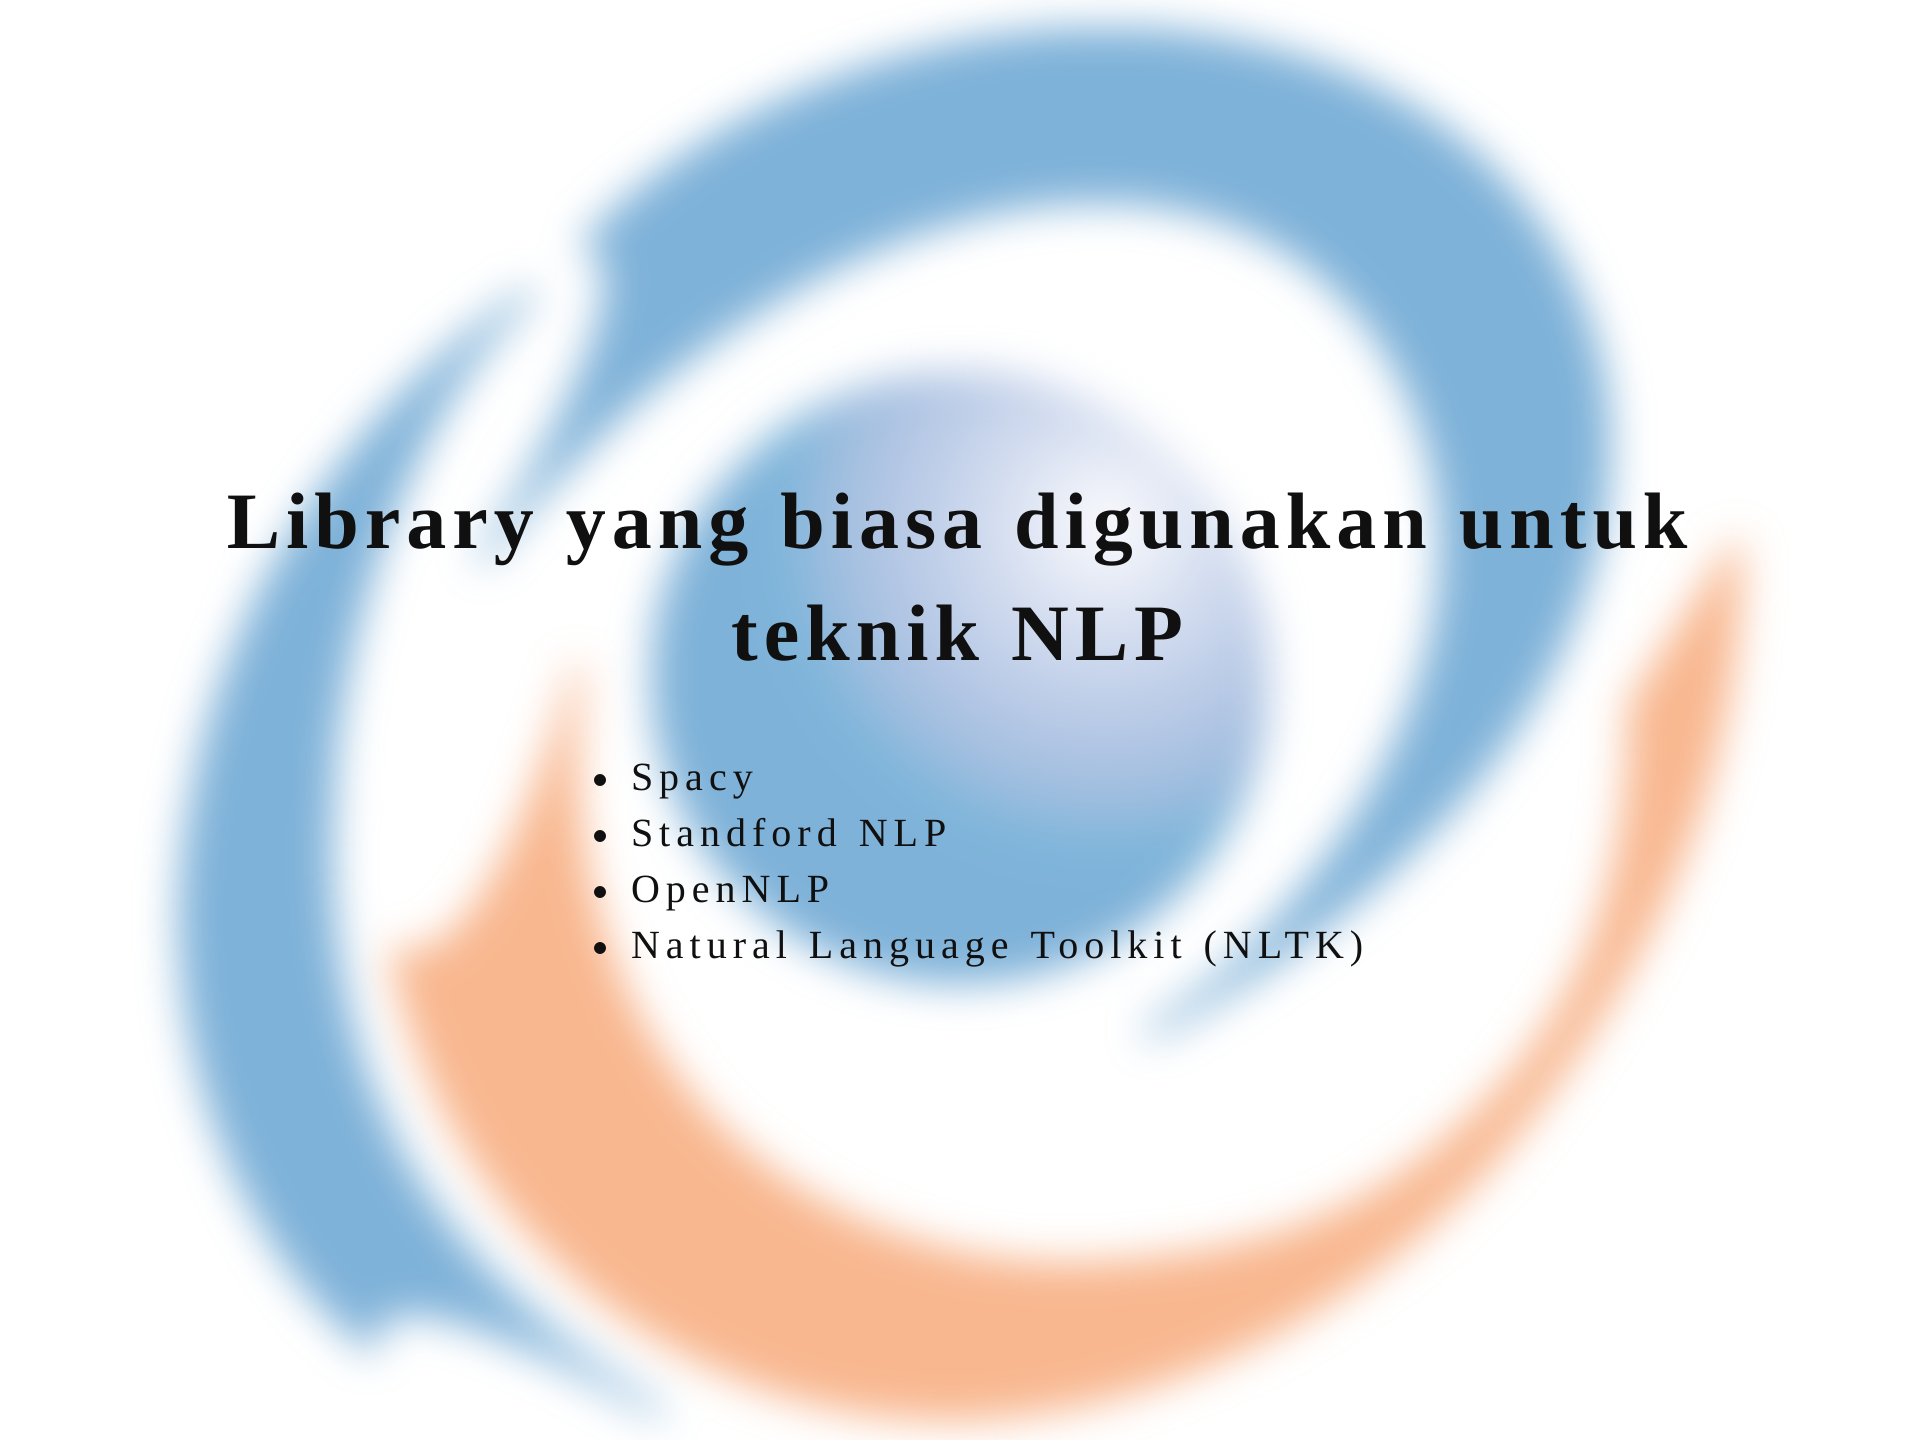 Library yang biasa digunakan untuk
teknik NLP
• Spacy
• Standford NLP
• OpenNLP
• Natural Language Toolkit (NLTK)